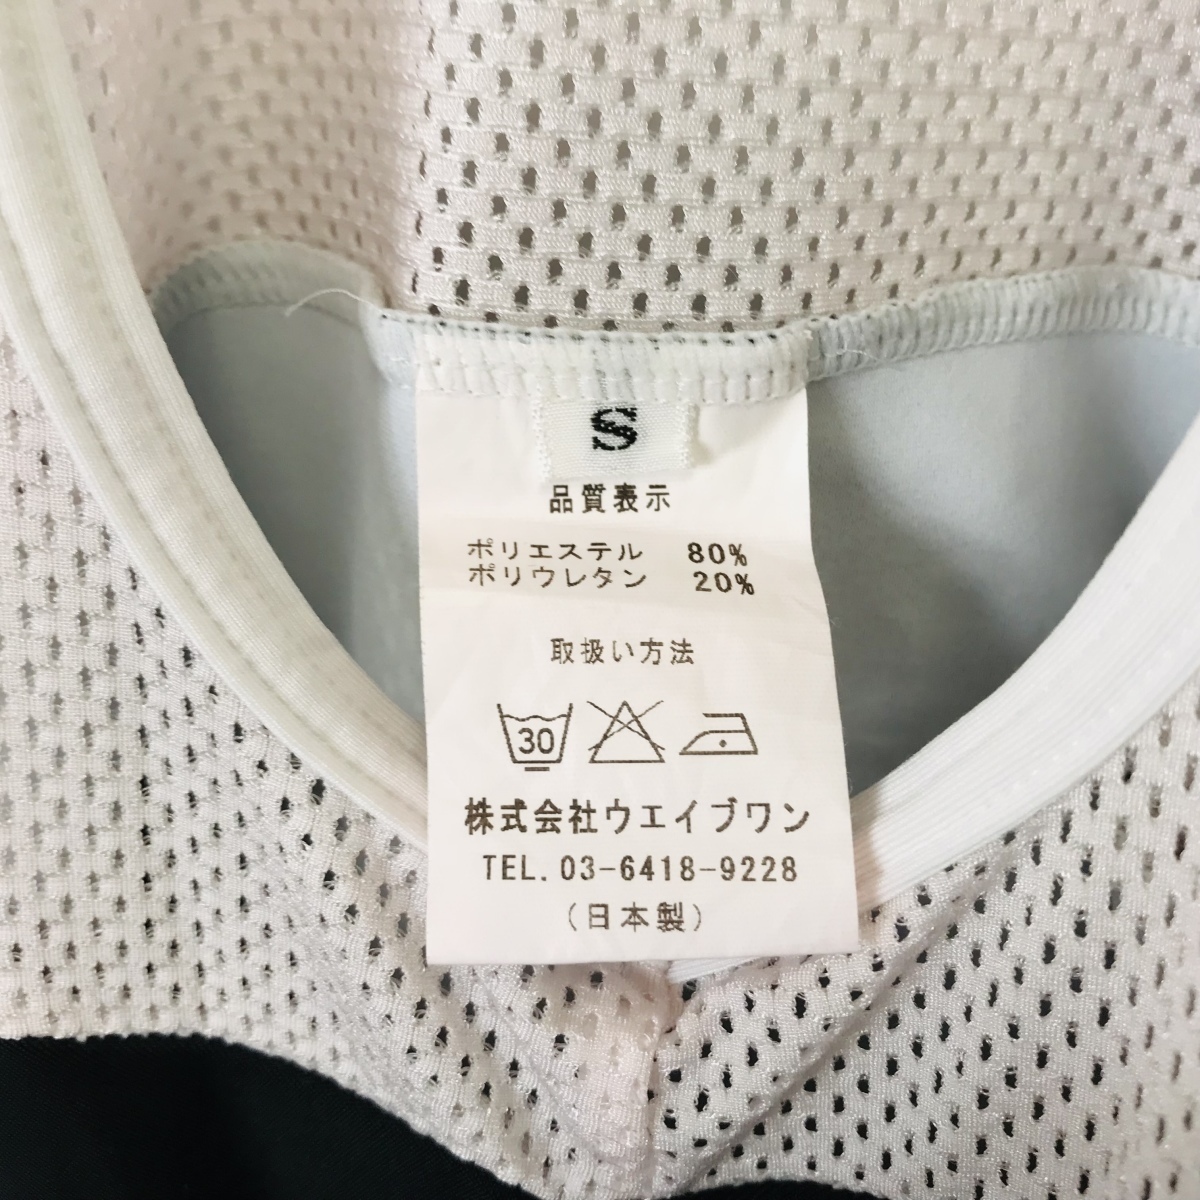 S
品質表示
ポリエステル 80%
ポリウレタン 20%
取扱い方法
30
株式会社ウエイブワン
TEL. 03-6418-9228
(日本製)